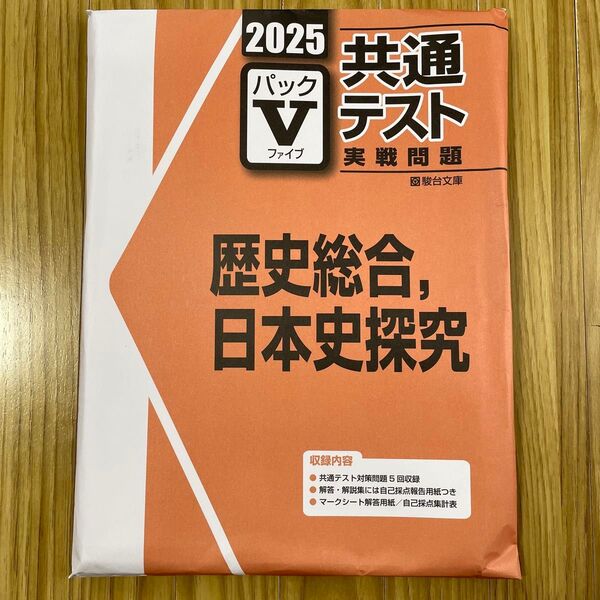 2025
パック
V
ファイブ
共通
テスト
実戦問題
駿台文庫
歴史総合,
日本史探究
収録内容
● 共通テスト対策問題5回収録
● 解答・解説集には自己採点報告用紙つき
● マークシート解答用紙/自己採点集計表